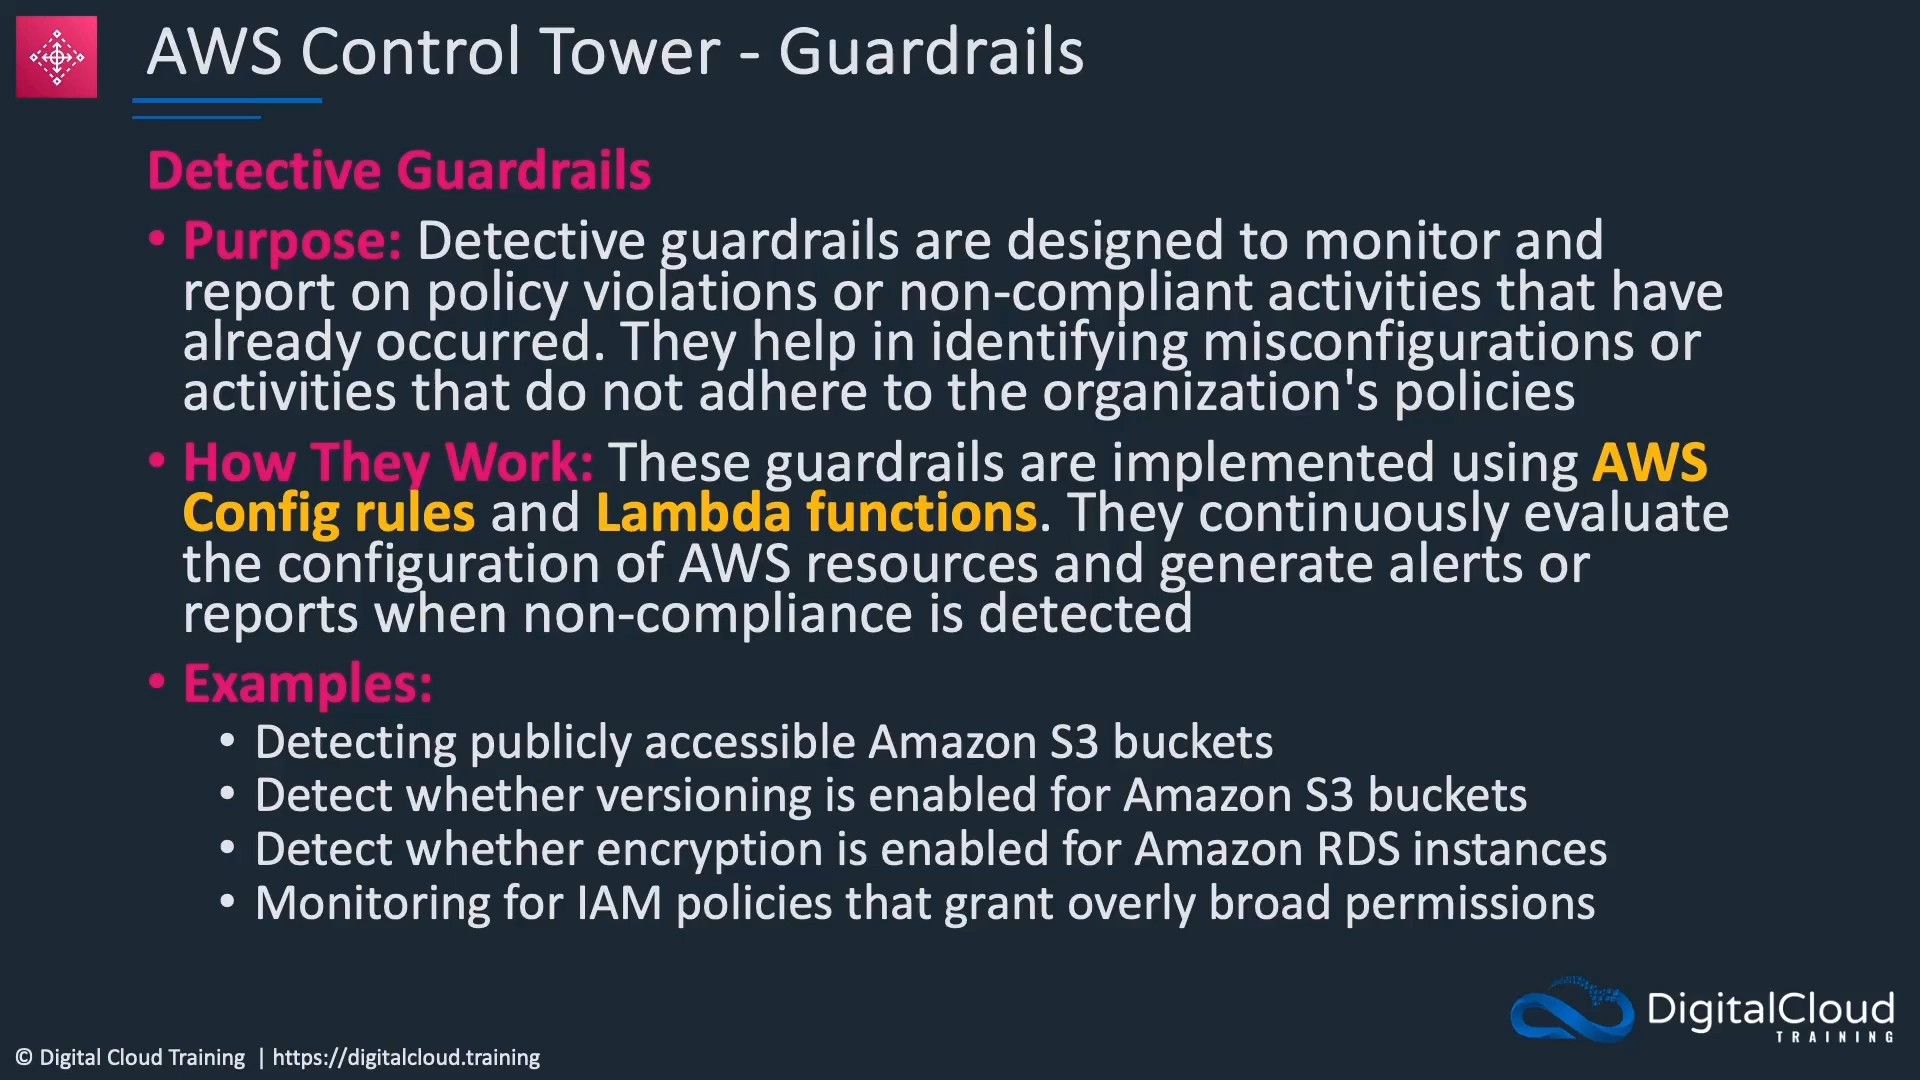 AWS Control Tower - Guardrails
Detective Guardrails
• Purpose: Detective guardrails are designed to monitor and
report on policy violations or non-compliant activities that have
already occurred. They help in identifying misconfigurations or
activities that do not adhere to the organization's policies
• How They Work: These guardrails are implemented using AWS
Config rules and Lambda functions. They continuously evaluate
the configuration of AWS resources and generate alerts or
reports when non-compliance is detected
• Examples:
• Detecting publicly accessible Amazon S3 buckets
• Detect whether versioning is enabled for Amazon S3 buckets
• Detect whether encryption is enabled for Amazon RDS instances
• Monitoring for IAM policies that grant overly broad permissions
DigitalCloud
TRAINING
© Digital Cloud Training | https://digitalcloud.training